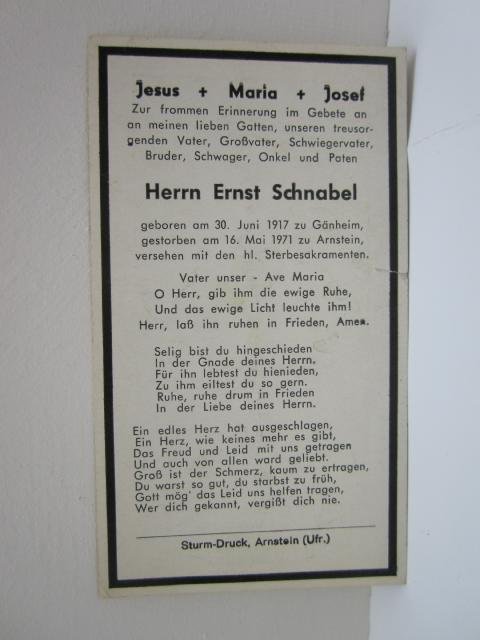 Jesus + Maria + Josef
Zur frommen Erinnerung im Gebete an
an meinen lieben Gatten, unseren treusor-
genden Vater, Großvater, Schwiegervater,
Bruder, Schwager, Onkel und Paten
Herrn Ernst Schnabel
geboren am 30. Juni 1917 zu Gänheim,
gestorben am 16. Mai 1971 zu Arnstein,
versehen mit den hl. Sterbesakramenten.
Vater unser - Ave Maria
O Herr, gib ihm die ewige Ruhe,
Und das ewige Licht leuchte ihm!
Herr, laß ihn ruhen in Frieden, Amen.
Selig bist du hingeschieden
In der Gnade deines Herrn.
Für ihn lebtest du hienieden,
Zu ihm eiltest du so gern.
Ruhe, ruhe drum in Frieden
In der Liebe deines Herrn.
Ein edles Herz hat ausgeschlagen,
Ein Herz, wie keines mehr es gibt,
Das Freud und Leid mit uns getragen
Und auch von allen ward geliebt.
Groß ist der Schmerz, kaum zu ertragen,
Du warst so gut, du starbst zu früh,
Gott mög' das Leid uns helfen tragen,
Wer dich gekannt, vergißt dich nie.
Sturm-Druck, Arnstein (Ufr.)